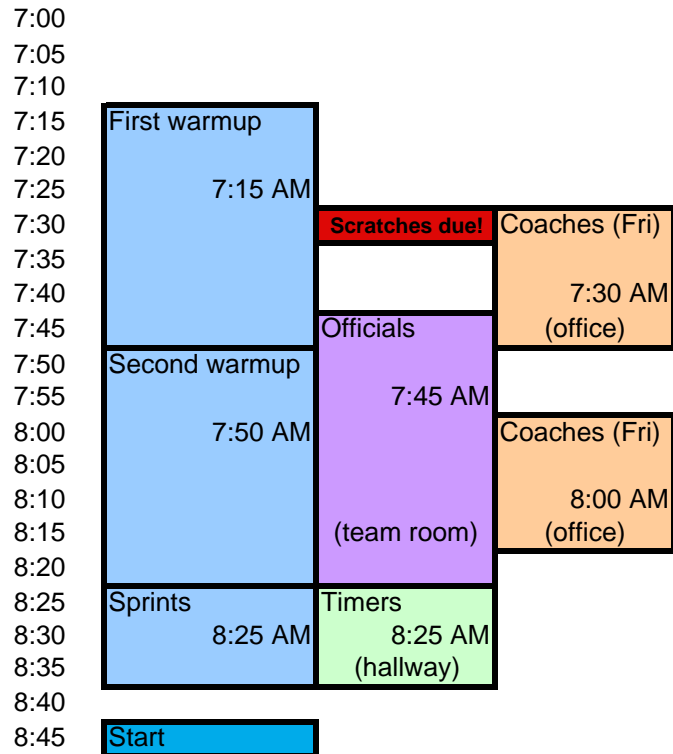 7:00
7:05
7:10
7:15 First warmup
7:20
7:25 7:15 AM
7:30 Scratches due! Coaches (Fri)
7:35
7:40 7:30 AM
7:45 Officials (office)
7:50 Second warmup
7:55 7:45 AM
8:00 7:50 AM Coaches (Fri)
8:05
8:10 8:00 AM
8:15 (team room) (office)
8:20
8:25 Sprints Timers
8:30 8:25 AM 8:25 AM
8:35 (hallway)
8:40
8:45 Start